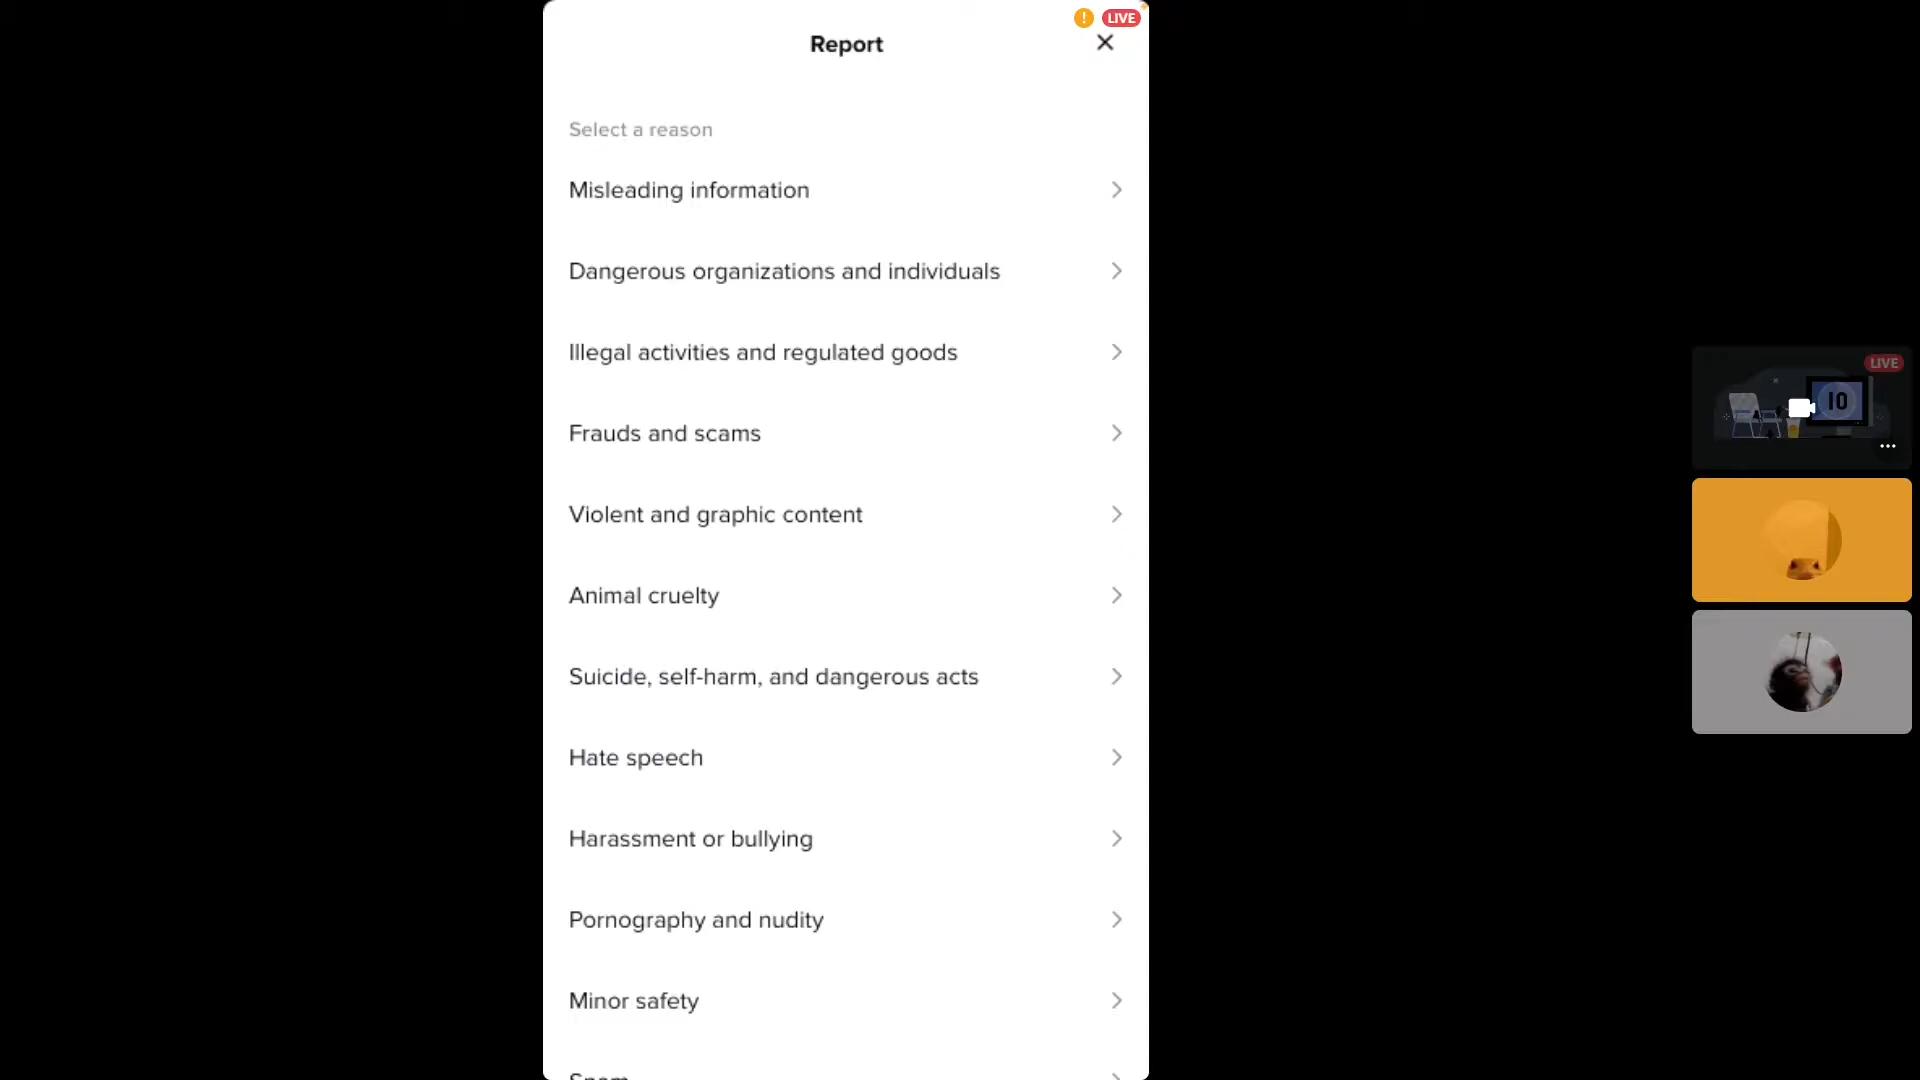 LIVE
Report
Select a reason
Misleading information
Dangerous organizations and individuals
Illegal activities and regulated goods
Frauds and scams
Violent and graphic content
Animal cruelty
Suicide, self-harm, and dangerous acts
Hate speech
Harassment or bullying
Pornography and nudity
Minor safety
Spam
LIVE
10